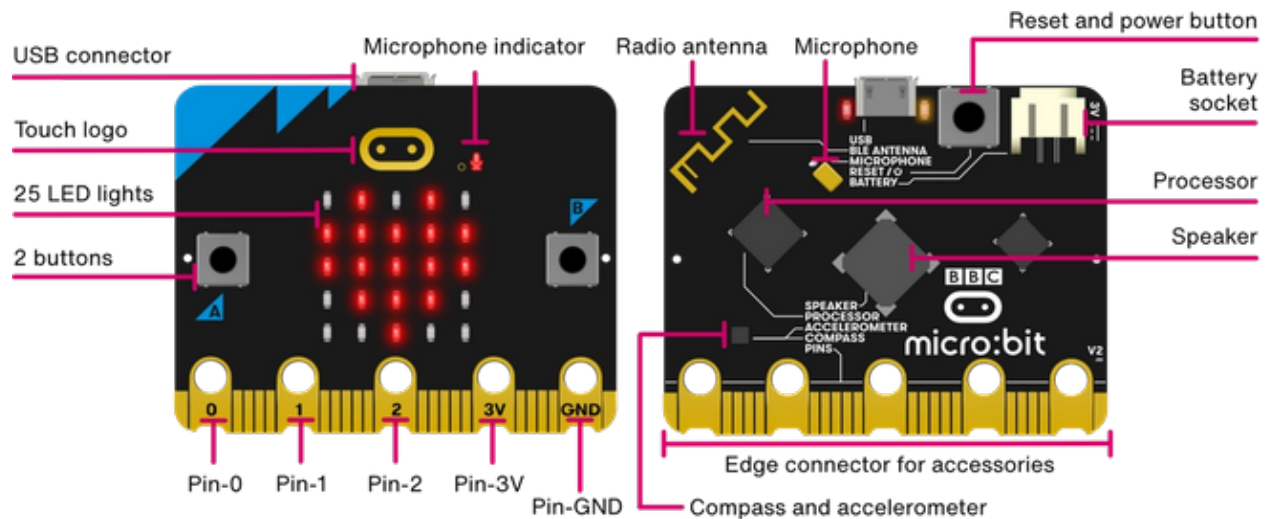 Reset and power button
Microphone indicator
Radio antenna
Microphone
USB connector
Battery
socket
Touch logo
3V
USB
BLE ANTENNA
MICROPHONE
RESET /
BATTERY
25 LED lights
Processor
B
2 buttons
Speaker
A
BBC
SPEAKER
PROCESSOR
ACCELEROMETER
COMPASS
PINS
micro:bit
V2
0 1 2 3V GND
Pin-0 Pin-1 Pin-2 Pin-3V
Pin-GND
Edge connector for accessories
Compass and accelerometer